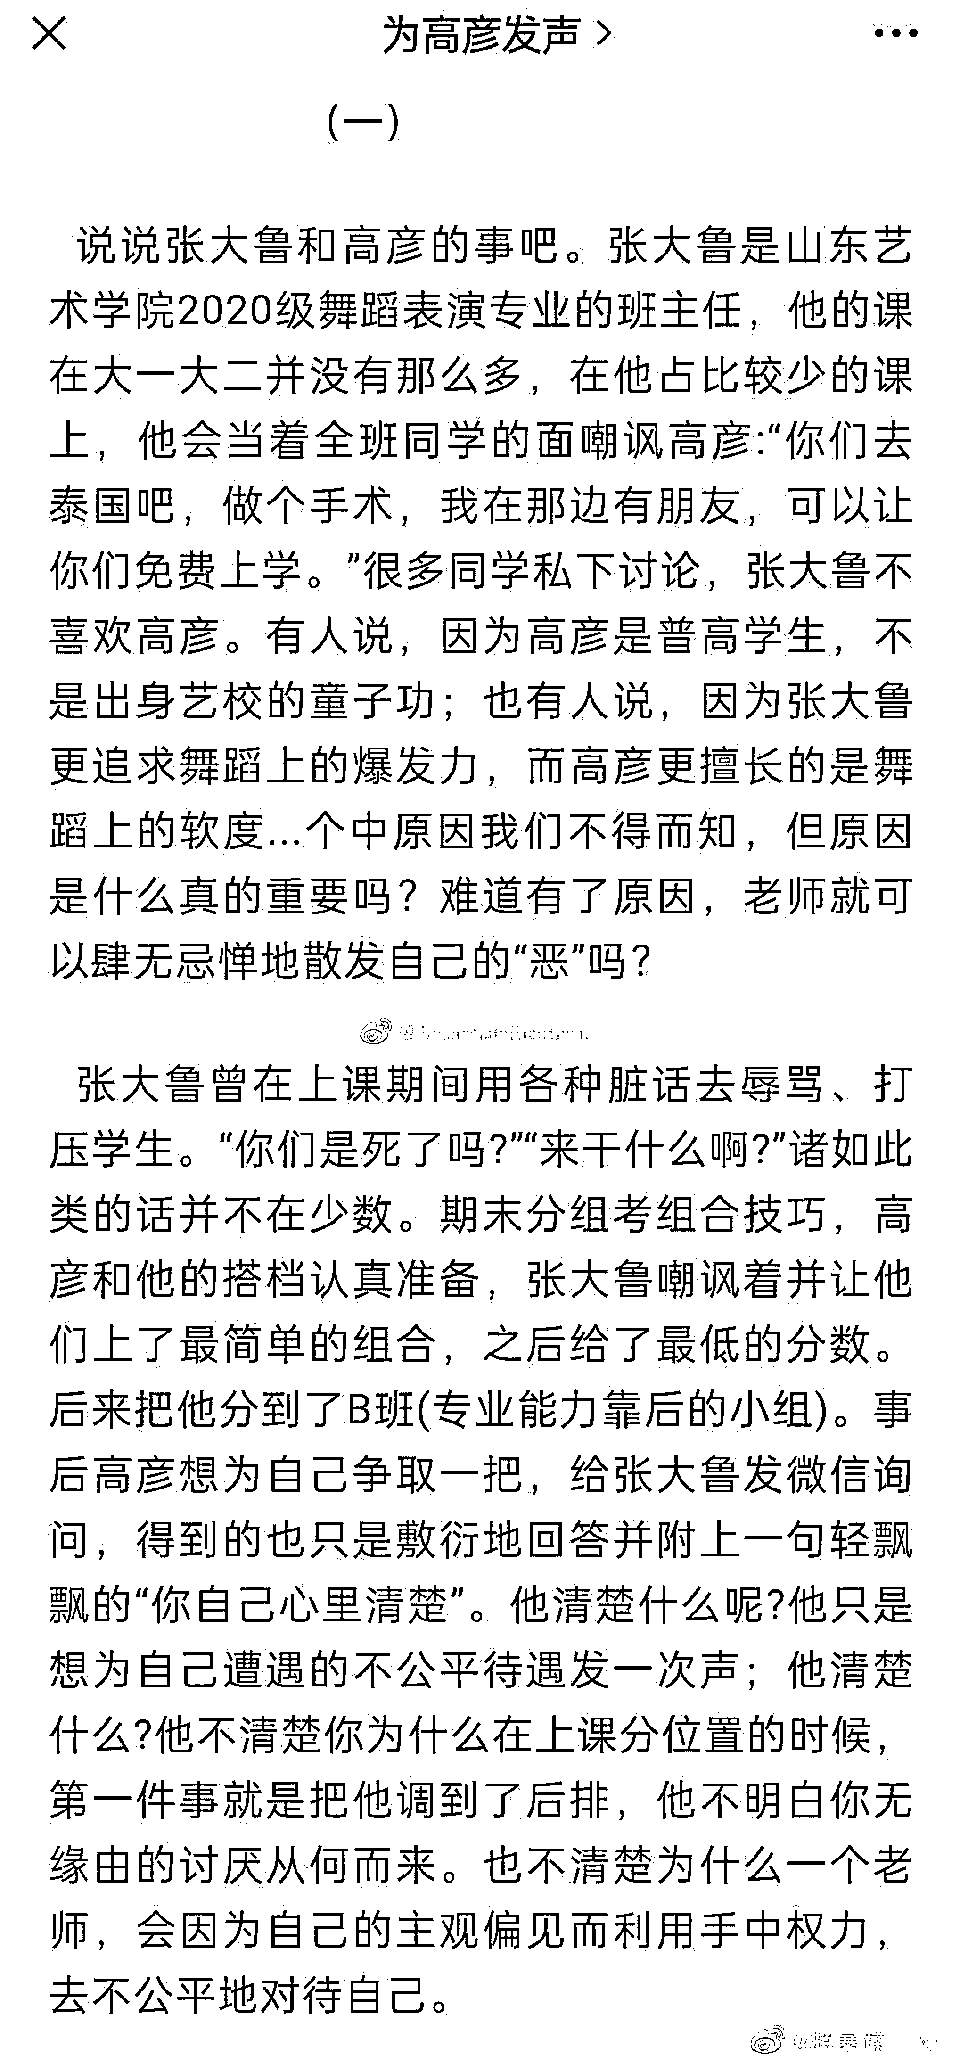 为高彦发声
(一)
说说张大鲁和高彦的事吧。张大鲁是山东艺
术学院2020级舞蹈表演专业的班主任，他的课
在大一大二并没有那么多，在他占比较少的课
上，他会当着全班同学的面嘲讽高彦:“你们去
泰国吧，做个手术，我在那边有朋友，可以让
你们免费上学。”很多同学私下讨论，张大鲁不
喜欢高彦。有人说，因为高彦是普高学生，不
是出身艺校的童子功；也有人说，因为张大鲁
更追求舞蹈上的爆发力，而高彦更擅长的是舞
蹈上的软度...个中原因我们不得而知，但原因
是什么真的重要吗？难道有了原因，老师就可
以肆无忌惮地散发自己的“恶”吗？
张大鲁曾在上课期间用各种脏话去辱骂、打
压学生。“你们是死了吗?”“来干什么啊?”诸如此
类的话并不在少数。期末分组考组合技巧，高
彦和他的搭档认真准备，张大鲁嘲讽着并让他
们上了最简单的组合，之后给了最低的分数。
后来把他分到了B班(专业能力靠后的小组)。事
后高彦想为自己争取一把，给张大鲁发微信询
问，得到的也只是敷衍地回答并附上一句轻飘
飘的“你自己心里清楚”。他清楚什么呢?他只是
想为自己遭遇的不公平待遇发一次声；他清楚
什么?他不清楚你为什么在上课分位置的时候，
第一件事就是把他调到了后排，他不明白你无
缘由的讨厌从何而来。也不清楚为什么一个老
师，会因为自己的主观偏见而利用手中权力，
去不公平地对待自己。